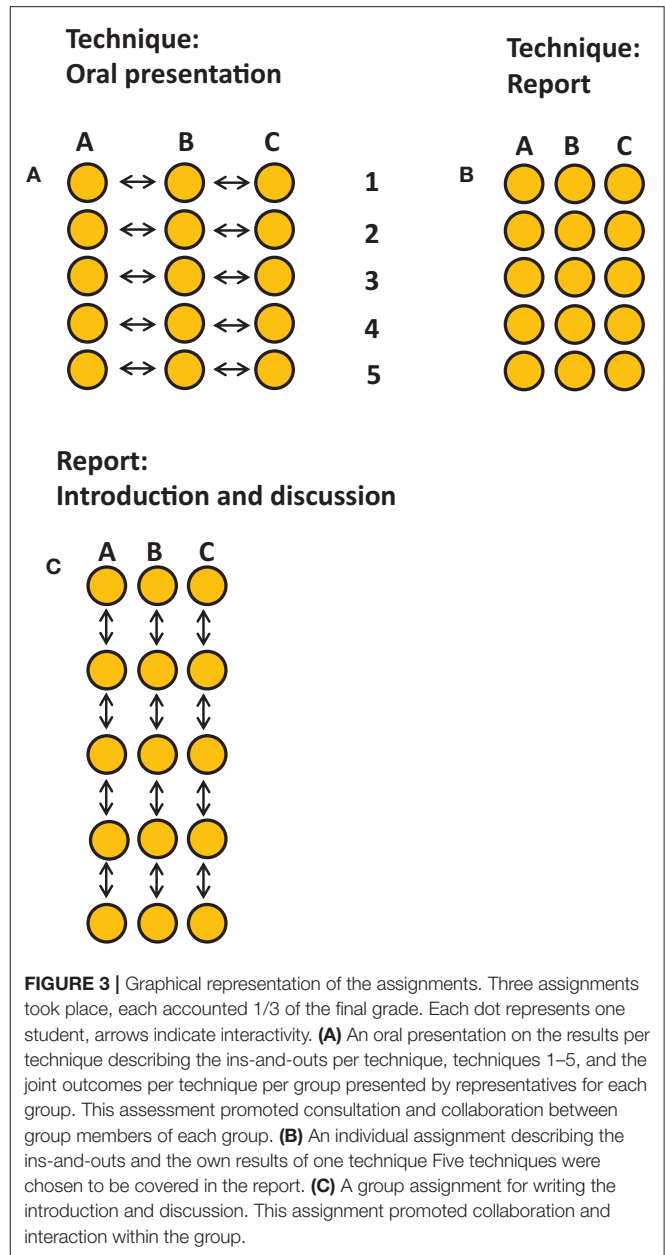 Technique:
Oral presentation
A B C
A
1
2
3
4
5
Technique:
Report
A B C
B
Report:
Introduction and discussion
A B C
C
FIGURE 3 | Graphical representation of the assignments. Three assignments
took place, each accounted 1/3 of the final grade. Each dot represents one
student, arrows indicate interactivity. (A) An oral presentation on the results per
technique describing the ins-and-outs per technique, techniques 1–5, and the
joint outcomes per technique per group presented by representatives for each
group. This assessment promoted consultation and collaboration between
group members of each group. (B) An individual assignment describing the
ins-and-outs and the own results of one technique Five techniques were
chosen to be covered in the report. (C) A group assignment for writing the
introduction and discussion. This assignment promoted collaboration and
interaction within the group.